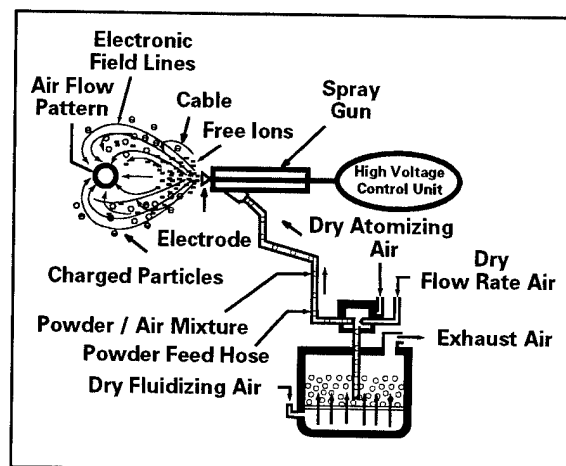 Electronic
Field Lines
Air Flow
Pattern
Cable
Free Ions
Spray
Gun
High Voltage
Control Unit
Electrode
Dry Atomizing
Air
Charged Particles
Dry
Flow Rate Air
Powder / Air Mixture
Powder Feed Hose
Exhaust Air
Dry Fluidizing Air